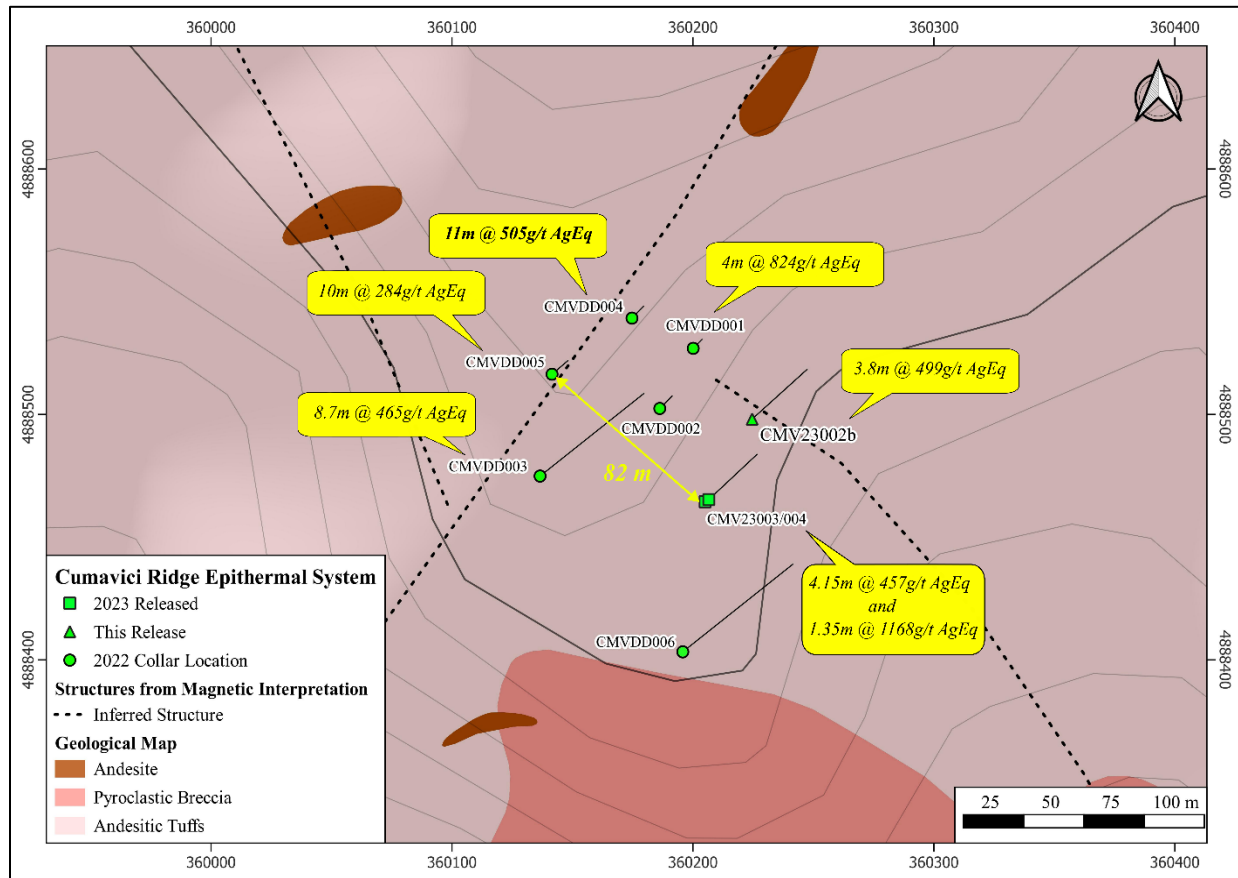 360000 360100 360200 360300 360400
4888600 4888600
11m @ 505g/t AgEq
4m @ 824g/t AgEq
10m @ 284g/t AgEq
CMVDD004
CMVDD001
CMVDD005
3.8m @ 499g/t AgEq
8.7m @ 465g/t AgEq
4888500 4888500
CMVDD002
CMV23002b
CMVDD003
82 m
CMV23003/004
4.15m @ 457g/t AgEq
and
1.35m @ 1168g/t AgEq
CMVDD006
4888400 4888400
Cumavici Ridge Epithermal System
2023 Released
This Release
2022 Collar Location
Structures from Magnetic Interpretation
Inferred Structure
Geological Map
Andesite
Pyroclastic Breccia
Andesitic Tuffs
25 50 75 100 m
360000 360100 360200 360300 360400